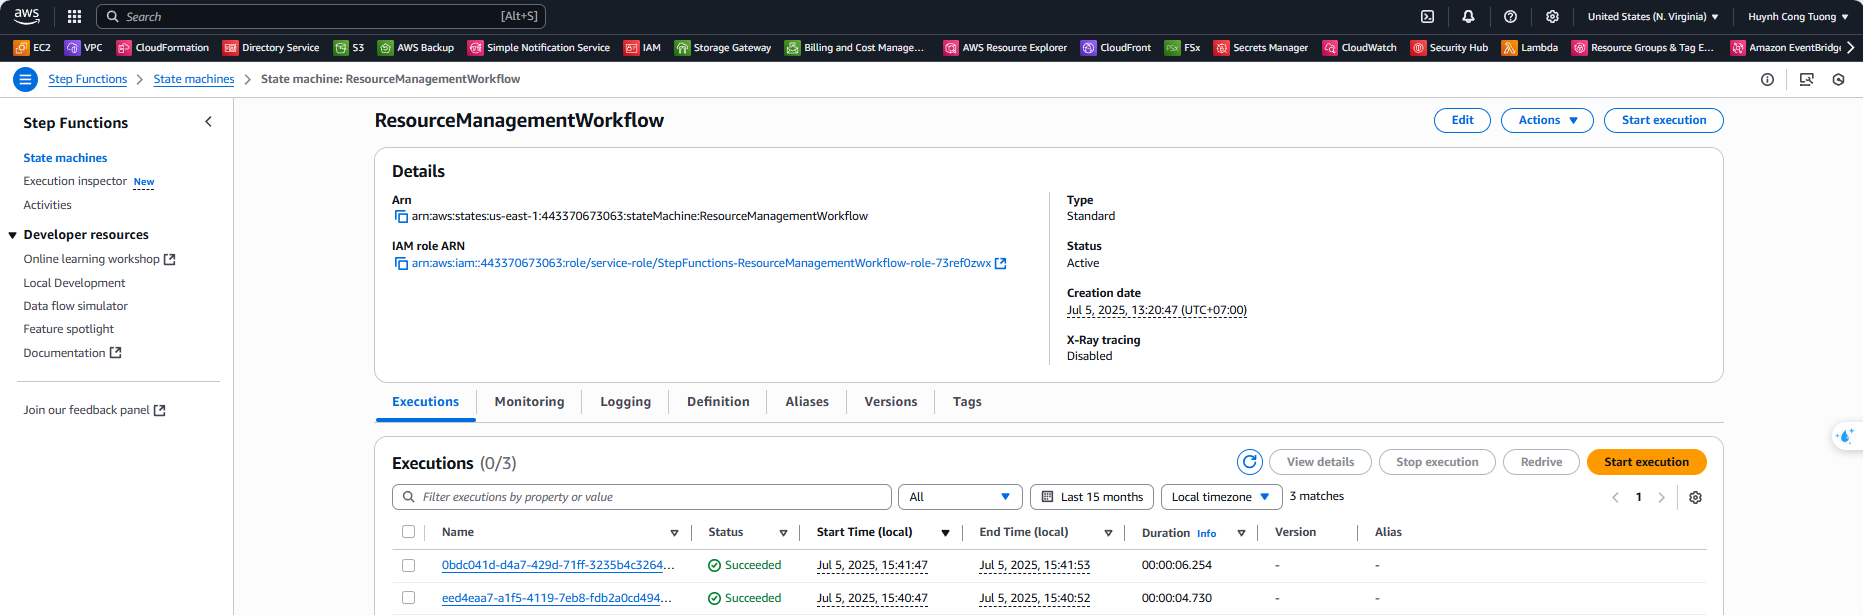 aws Search [Alt+S] United States (N. Virginia) Huynh Cong Tuong
EC2 VPC CloudFormation Directory Service S3 AWS Backup Simple Notification Service IAM Storage Gateway Billing and Cost Manage... AWS Resource Explorer CloudFront FSx Secrets Manager CloudWatch Security Hub Lambda Resource Groups & Tag E... Amazon EventBridge
Step Functions State machines State machine: ResourceManagementWorkflow
Step Functions
State machines
Execution inspector New
Activities
Developer resources
Online learning workshop
Local Development
Data flow simulator
Feature spotlight
Documentation
Join our feedback panel
ResourceManagementWorkflow Edit Actions Start execution
Details
Arn
arn:aws:states:us-east-1:443370673063:stateMachine:ResourceManagementWorkflow
IAM role ARN
arn:aws:iam::443370673063:role/service-role/StepFunctions-ResourceManagementWorkflow-role-73ref0zwx
Type
Standard
Status
Active
Creation date
Jul 5, 2025, 13:20:47 (UTC+07:00)
X-Ray tracing
Disabled
Executions Monitoring Logging Definition Aliases Versions Tags
Executions (0/3) View details Stop execution Redrive Start execution
Filter executions by property or value All Last 15 months Local timezone 3 matches 1
Name Status Start Time (local) End Time (local) Duration Info Version Alias
0bdc041d-d4a7-429d-71ff-3235b4c3264... Succeeded Jul 5, 2025, 15:41:47 Jul 5, 2025, 15:41:53 00:00:06.254 - -
eed4eaa7-a1f5-4119-7eb8-fdb2a0cd494... Succeeded Jul 5, 2025, 15:40:47 Jul 5, 2025, 15:40:52 00:00:04.730 - -